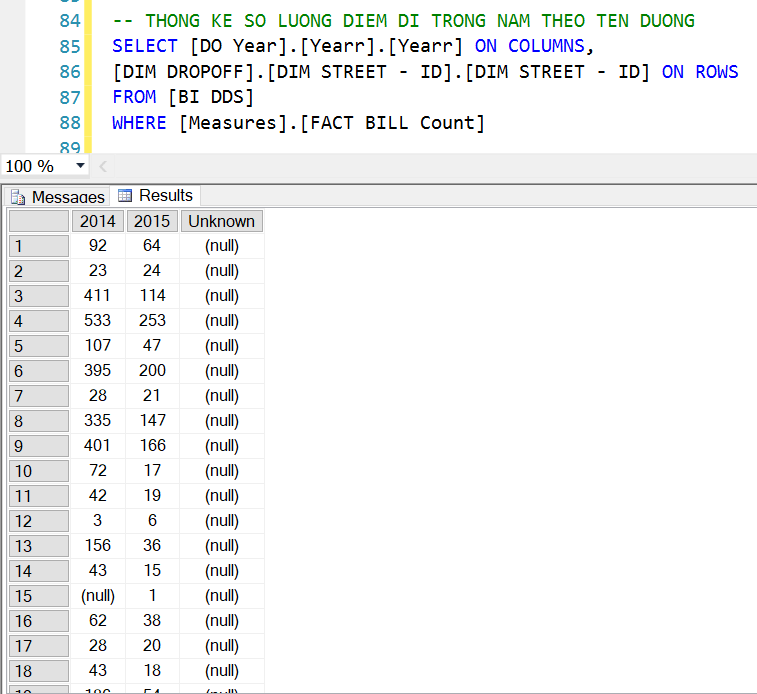 84 -- THONG KE SO LUONG DIEM DI TRONG NAM THEO TEN DUONG
85 SELECT [DO Year].[Yearr].[Yearr] ON COLUMNS,
86 [DIM DROPOFF].[DIM STREET - ID].[DIM STREET - ID] ON ROWS
87 FROM [BI DDS]
88 WHERE [Measures].[FACT BILL Count]
89
100 %
Messages Results
2014 2015 Unknown
1 92 64 (null)
2 23 24 (null)
3 411 114 (null)
4 533 253 (null)
5 107 47 (null)
6 395 200 (null)
7 28 21 (null)
8 335 147 (null)
9 401 166 (null)
10 72 17 (null)
11 42 19 (null)
12 3 6 (null)
13 156 36 (null)
14 43 15 (null)
15 (null) 1 (null)
16 62 38 (null)
17 28 20 (null)
18 43 18 (null)